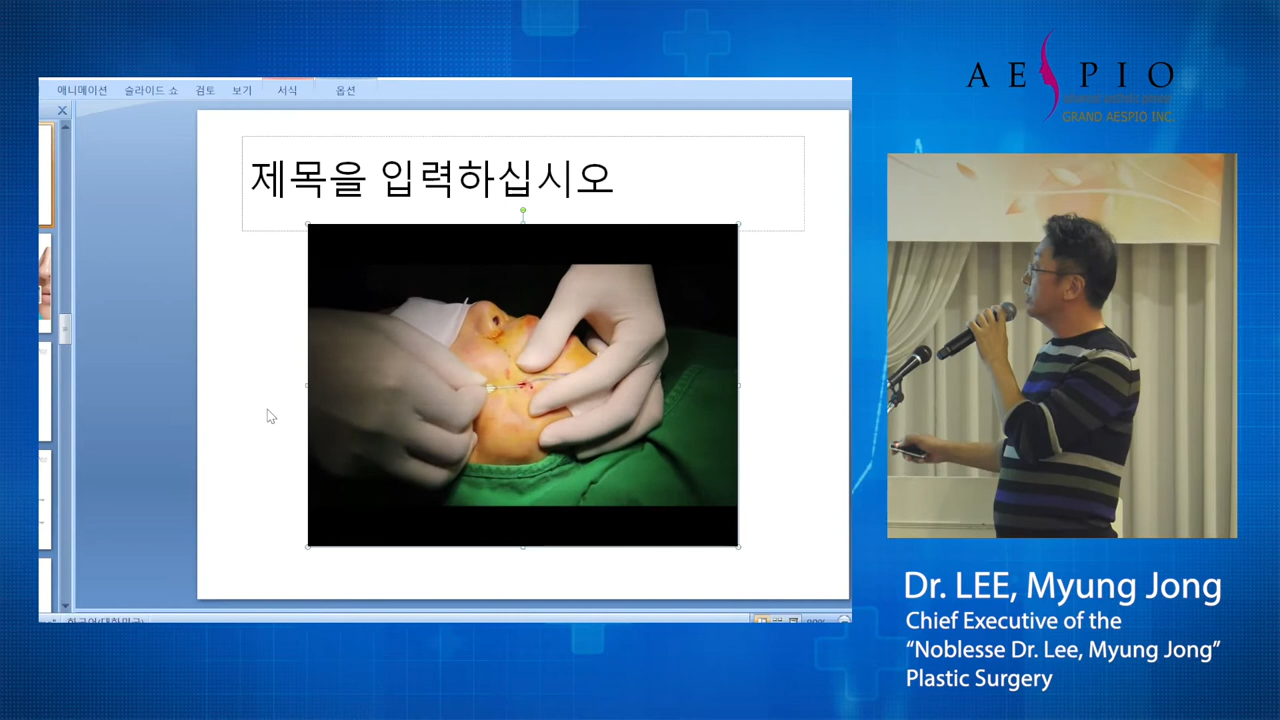 애니메이션 슬라이드 쇼 검토 보기 서식 옵션
제목을 입력하십시오
AESPIO
GRAND AESPIO INC.
Dr. LEE, Myung Jong
Chief Executive of the
“Noblesse Dr. Lee, Myung Jong”
Plastic Surgery